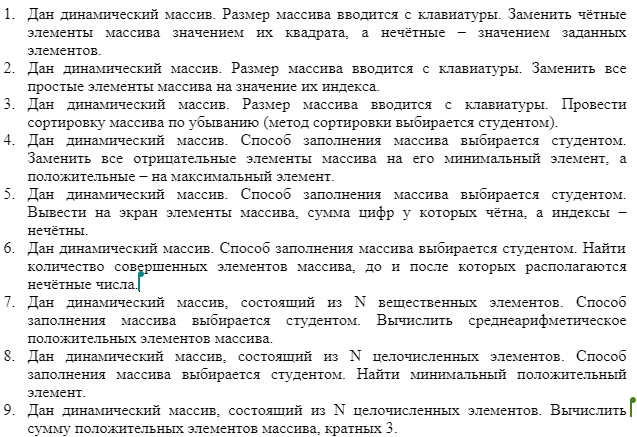 1. Дан динамический массив. Размер массива вводится с клавиатуры. Заменить чётные
элементы массива значением их квадрата, а нечётные – значением заданных
элементов.
2. Дан динамический массив. Размер массива вводится с клавиатуры. Заменить все
простые элементы массива на значение их индекса.
3. Дан динамический массив. Размер массива вводится с клавиатуры. Провести
сортировку массива по убыванию (метод сортировки выбирается студентом).
4. Дан динамический массив. Способ заполнения массива выбирается студентом.
Заменить все отрицательные элементы массива на его минимальный элемент, а
положительные – на максимальный элемент.
5. Дан динамический массив. Способ заполнения массива выбирается студентом.
Вывести на экран элементы массива, сумма цифр у которых чётна, а индексы –
нечётны.
6. Дан динамический массив. Способ заполнения массива выбирается студентом. Найти
количество совершенных элементов массива, до и после которых располагаются
нечётные числа.
7. Дан динамический массив, состоящий из N вещественных элементов. Способ
заполнения массива выбирается студентом. Вычислить среднеарифметическое
положительных элементов массива.
8. Дан динамический массив, состоящий из N целочисленных элементов. Способ
заполнения массива выбирается студентом. Найти минимальный положительный
элемент.
9. Дан динамический массив, состоящий из N целочисленных элементов. Вычислить
сумму положительных элементов массива, кратных 3.